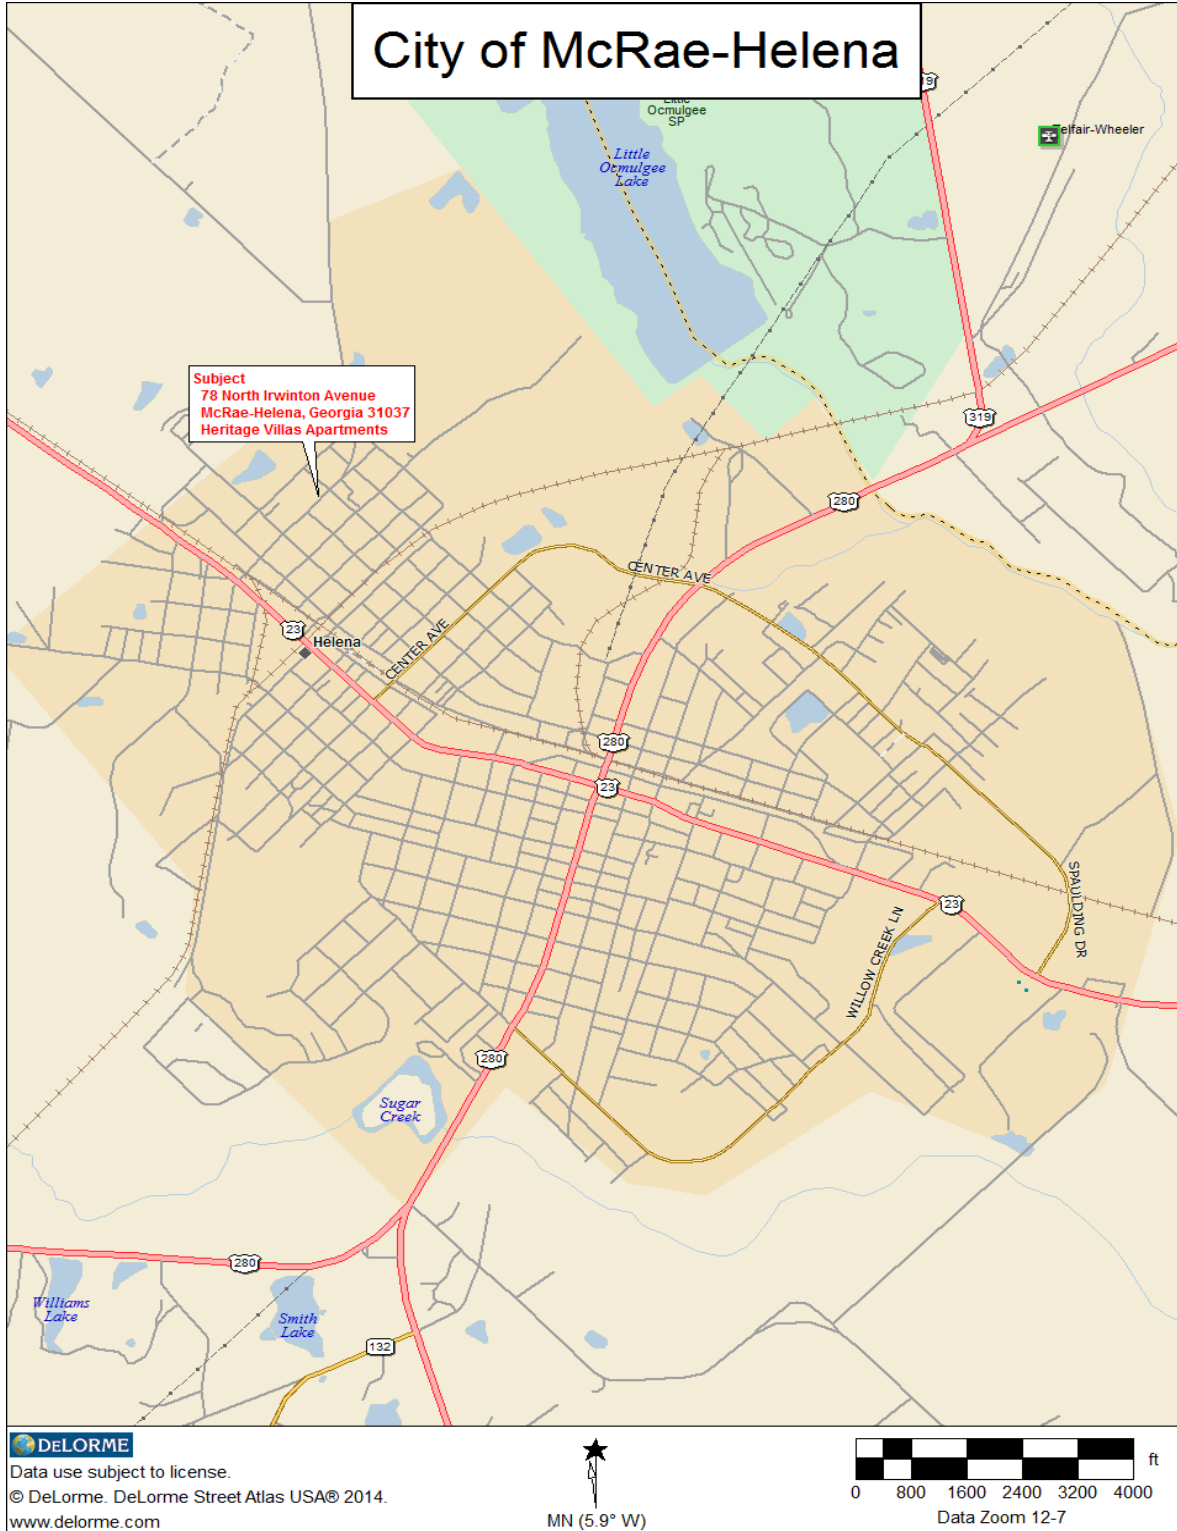 City of McRae-Helena
19
Little
Ocmulgee
SP
Telfair-Wheeler
Little
Ocmulgee
Lake
Subject
78 North Irwinton Avenue
McRae-Helena, Georgia 31037
Heritage Villas Apartments
319
280
CENTER AVE
23
Helena
CENTER AVE
280
23
SPAULDING DR
23
WILLOW CREEK LN
280
Sugar
Creek
280
Williams
Lake
Smith
Lake
132
DELORME
Data use subject to license.
© DeLorme. DeLorme Street Atlas USA® 2014.
www.delorme.com
MN (5.9° W)
ft
0 800 1600 2400 3200 4000
Data Zoom 12-7